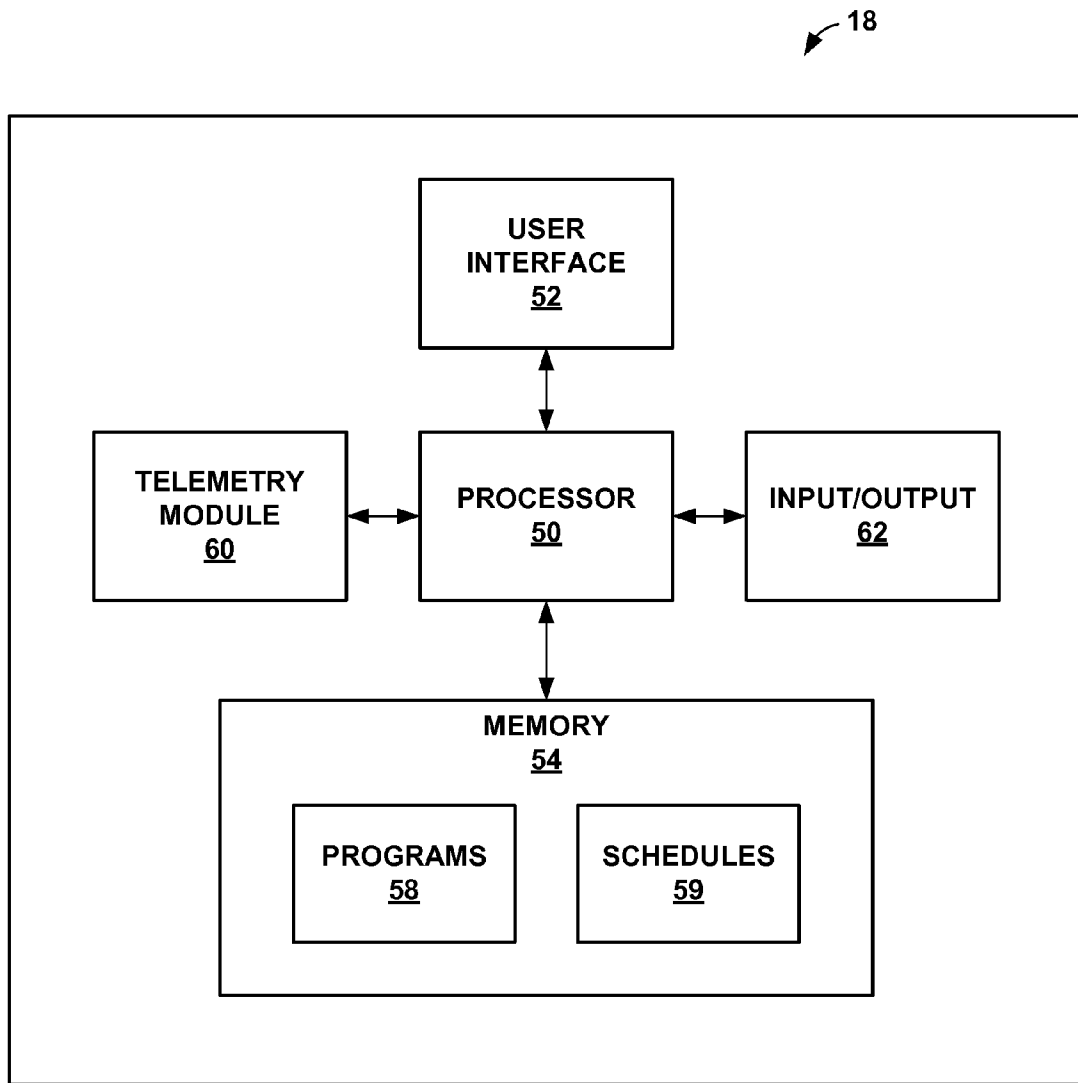 18
USER
INTERFACE
52
TELEMETRY
MODULE
60
PROCESSOR
50
INPUT/OUTPUT
62
MEMORY
54
PROGRAMS
58
SCHEDULES
59